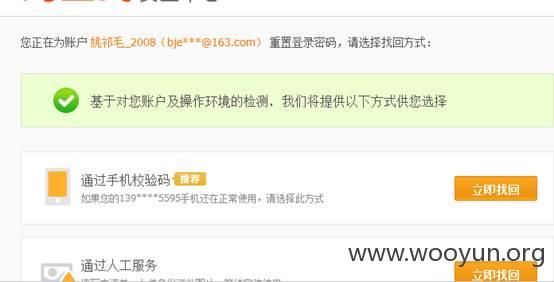 您正在为账户 姚祁毛_2008（bje***@163.com） 重置登录密码，请选择找回方式：
基于对您账户及操作环境的检测，我们将提供以下方式供您选择
通过手机校验码 推荐
如果您的139****5595手机还在正常使用，请选择此方式
立即找回
通过人工服务
立即找回
www.wooyun.org